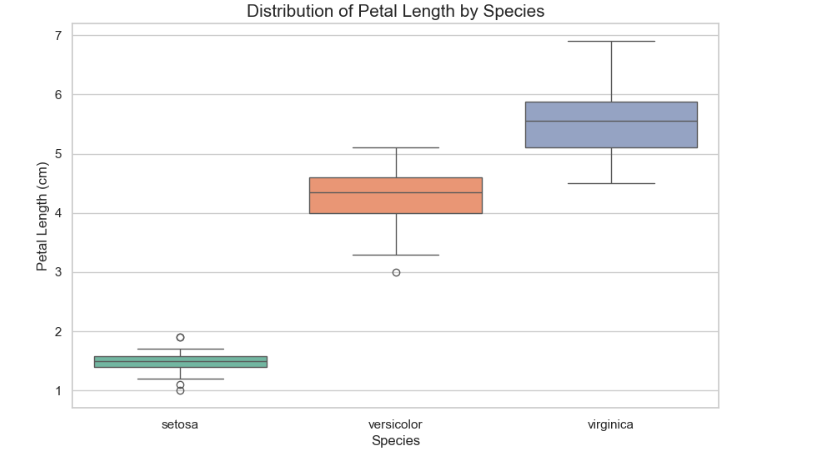 Distribution of Petal Length by Species
7
6
5
4
3
2
1
Petal Length (cm)
setosa versicolor virginica
Species